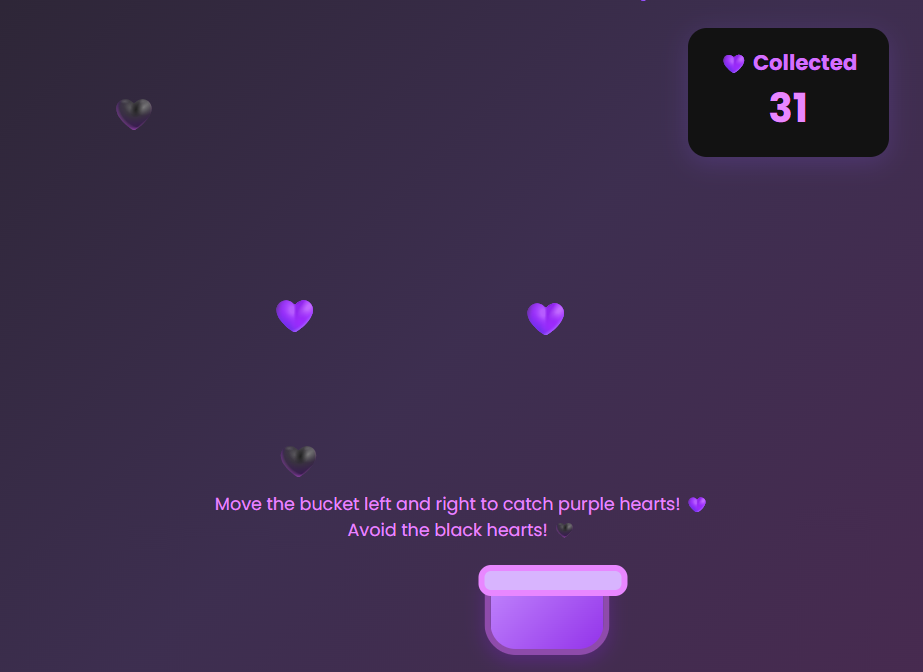 💜 Collected
31
Move the bucket left and right to catch purple hearts! 💜
Avoid the black hearts! 🖤